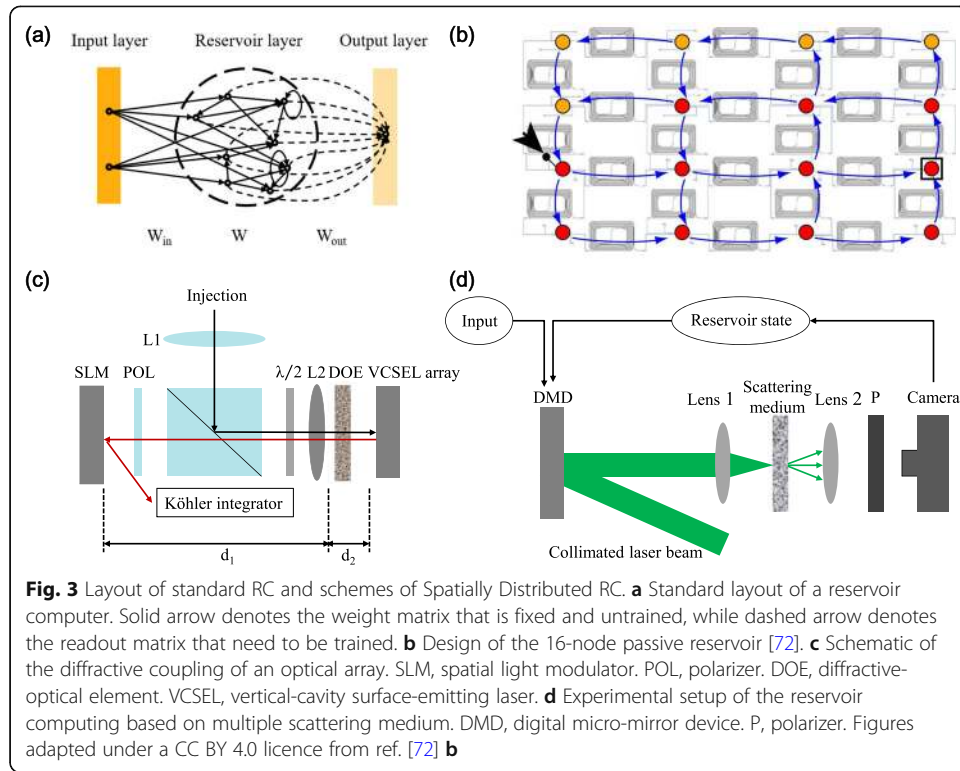 (a)
Input layer Reservoir layer Output layer
W_in W W_out
(b)
(c)
Injection
L1
SLM POL λ/2 L2 DOE VCSEL array
Köhler integrator
d_1 d_2
(d)
Input Reservoir state
DMD Lens 1 Scattering medium Lens 2 P Camera
Collimated laser beam
Fig. 3 Layout of standard RC and schemes of Spatially Distributed RC. a Standard layout of a reservoir
computer. Solid arrow denotes the weight matrix that is fixed and untrained, while dashed arrow denotes
the readout matrix that need to be trained. b Design of the 16-node passive reservoir [72]. c Schematic of
the diffractive coupling of an optical array. SLM, spatial light modulator. POL, polarizer. DOE, diffractive-
optical element. VCSEL, vertical-cavity surface-emitting laser. d Experimental setup of the reservoir
computing based on multiple scattering medium. DMD, digital micro-mirror device. P, polarizer. Figures
adapted under a CC BY 4.0 licence from ref. [72] b